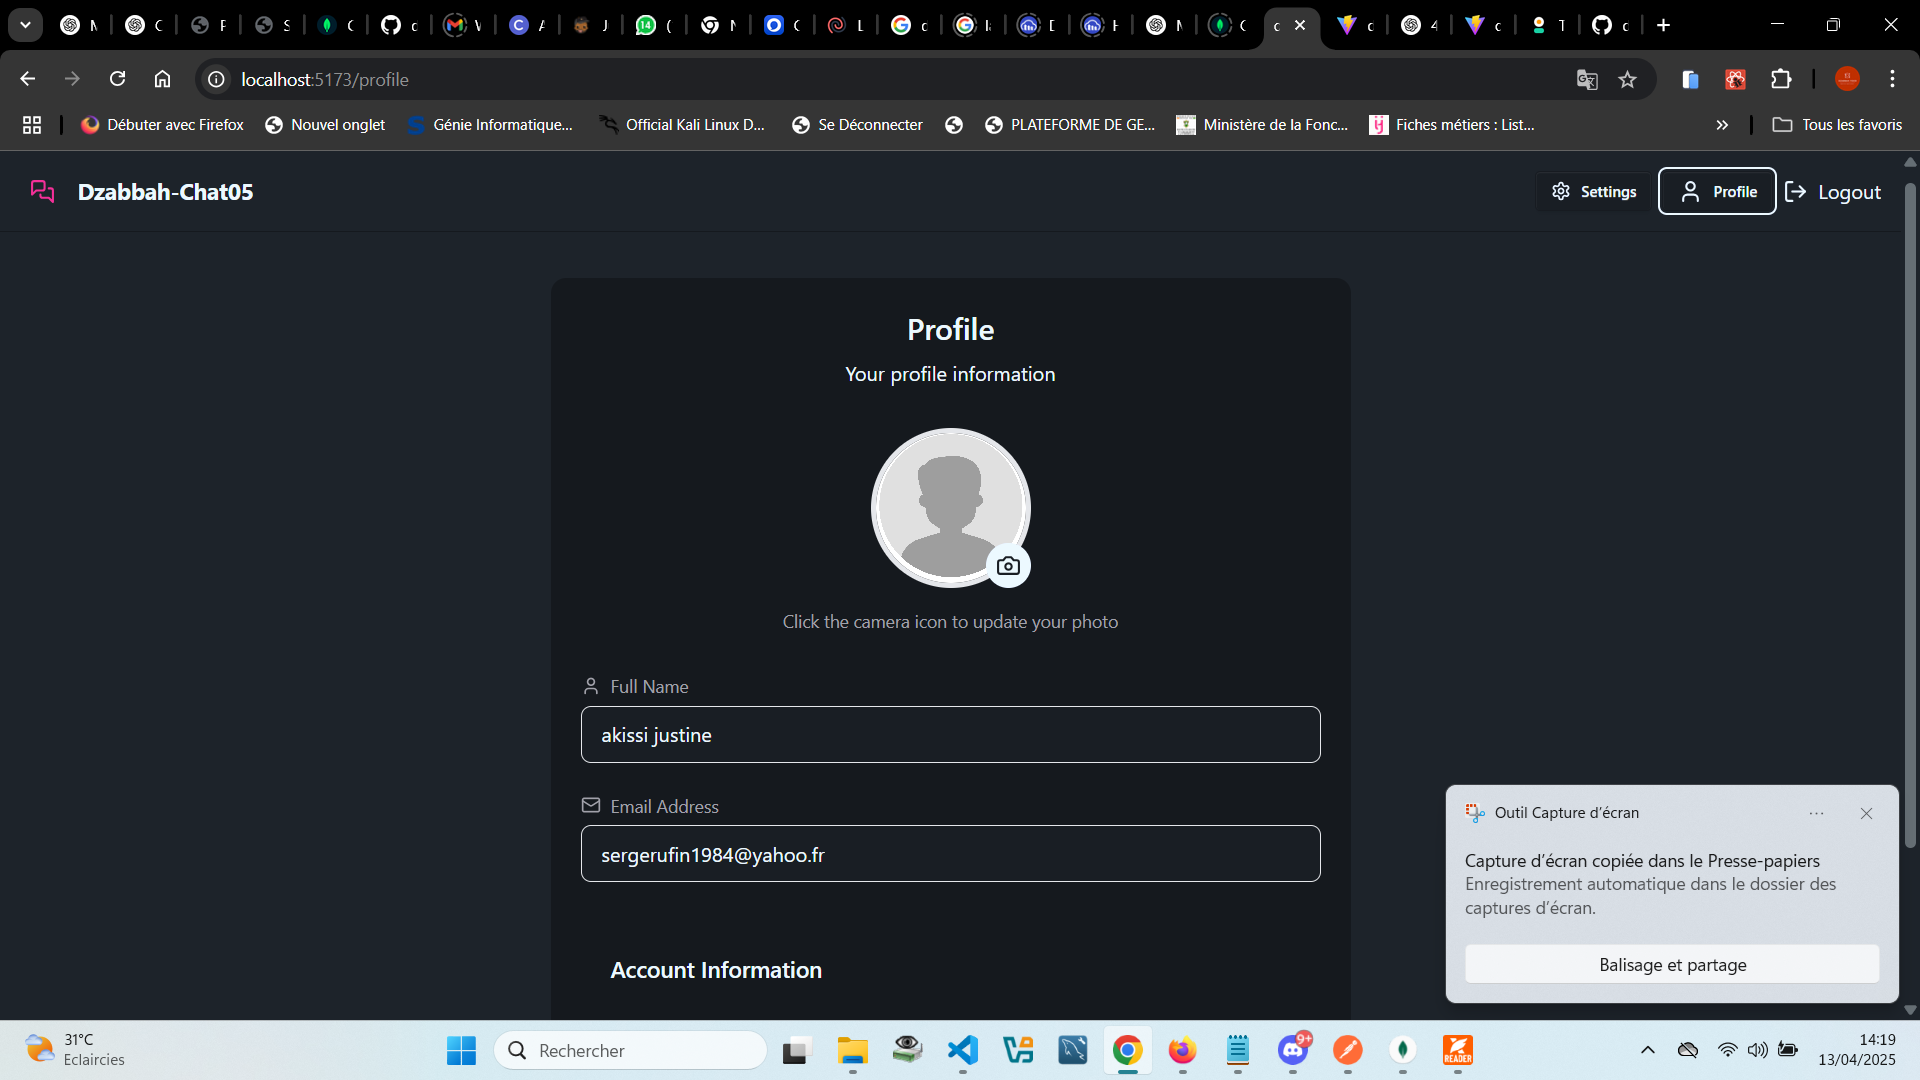 localhost:5173/profile
Débuter avec Firefox
Nouvel onglet
Génie Informatique...
Official Kali Linux D...
Se Déconnecter
PLATEFORME DE GE...
Ministère de la Fonc...
Fiches métiers : List...
Tous les favoris
Dzabbah-Chat05
Settings
Profile
Logout
Profile
Your profile information
Click the camera icon to update your photo
Full Name
akissi justine
Email Address
sergerufin1984@yahoo.fr
Account Information
Outil Capture d'écran
Capture d'écran copiée dans le Presse-papiers
Enregistrement automatique dans le dossier des
captures d'écran.
Balisage et partage
31°C
Eclaircies
Rechercher
9+
READER
14:19
13/04/2025